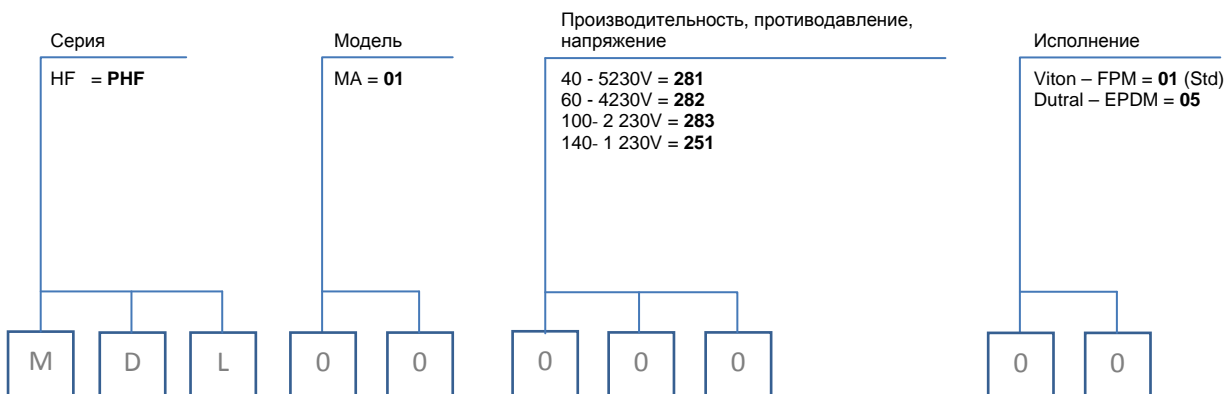 Серия
HF = PHF
Модель
MA = 01
Производительность, противодавление,
напряжение
40 - 5230V = 281
60 - 4230V = 282
100- 2 230V = 283
140- 1 230V = 251
Исполнение
Viton – FPM = 01 (Std)
Dutral – EPDM = 05
M D L 0 0 0 0 0 0 0